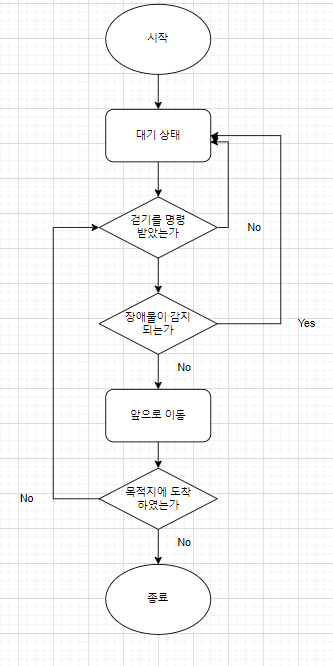 시작
대기 상태
걷기를 명령
받았는가
No
장애물이 감지
되는가
Yes
No
앞으로 이동
목적지에 도착
하였는가
No
No
종료